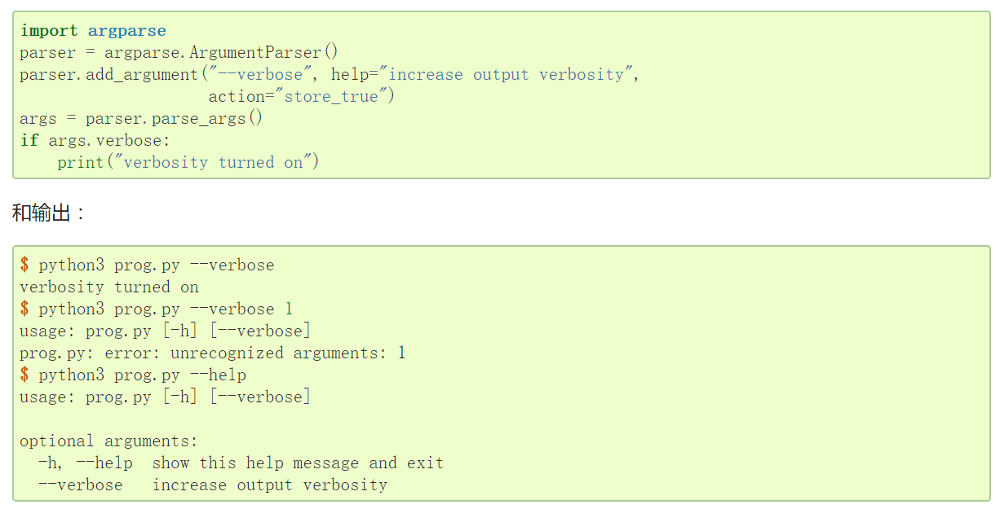 import argparse
parser = argparse.ArgumentParser()
parser.add_argument("--verbose", help="increase output verbosity",
                    action="store_true")
args = parser.parse_args()
if args.verbose:
    print("verbosity turned on")
和输出：
$ python3 prog.py --verbose
verbosity turned on
$ python3 prog.py --verbose 1
usage: prog.py [-h] [--verbose]
prog.py: error: unrecognized arguments: 1
$ python3 prog.py --help
usage: prog.py [-h] [--verbose]

optional arguments:
  -h, --help  show this help message and exit
  --verbose   increase output verbosity